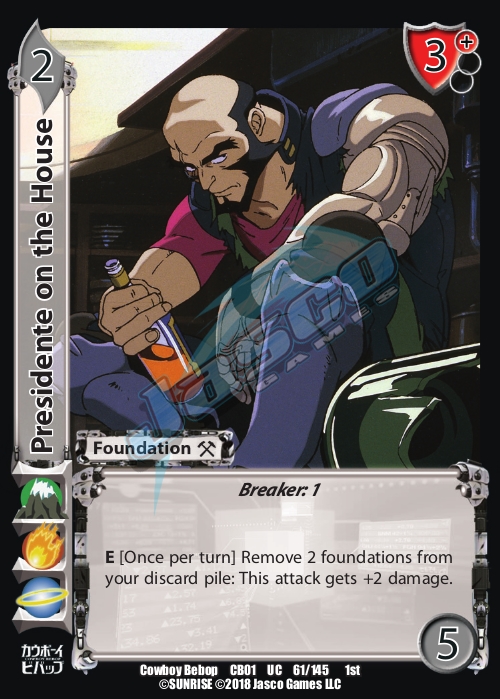 2
3
+
Presidente on the House
JASCO
GAMES
Foundation
Breaker: 1
E [Once per turn] Remove 2 foundations from
your discard pile: This attack gets +2 damage.
カウボーイ
ビバップ
5
Cowboy Bebop CB01 UC 61/145 1st
©SUNRISE ©2018 Jasco Games LLC